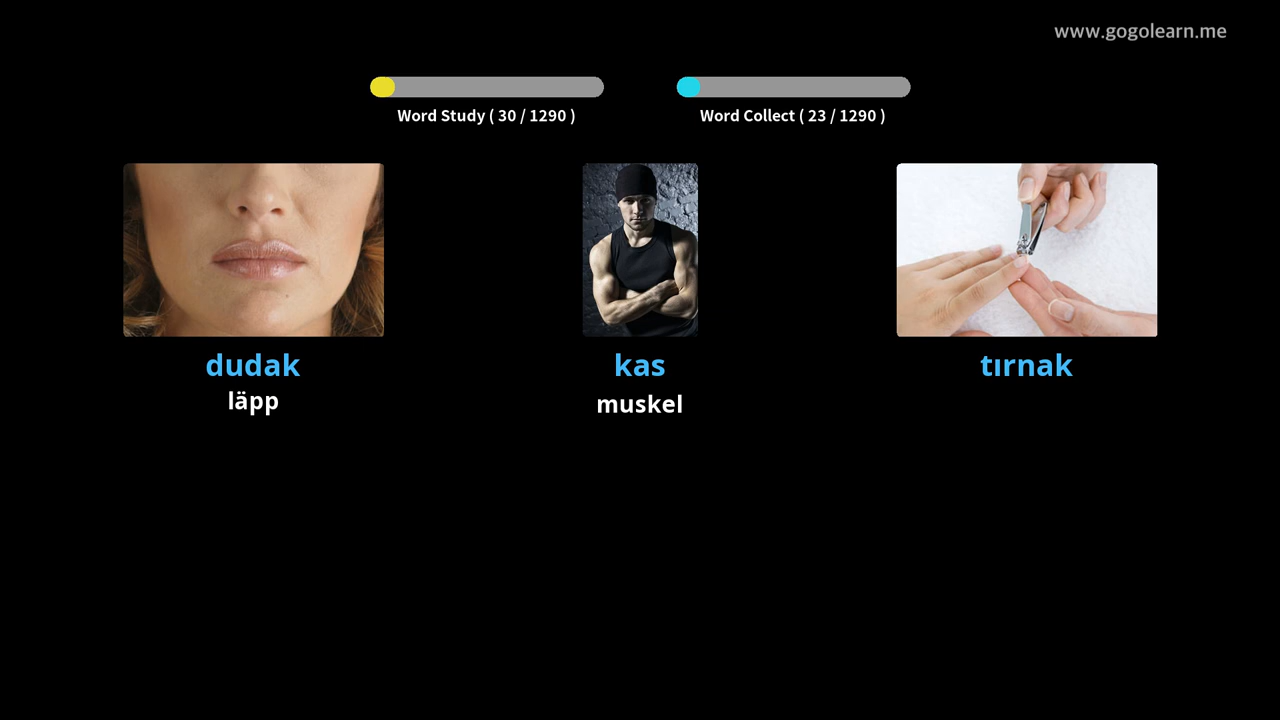 www.gogolearn.me
Word Study ( 30 / 1290 )
Word Collect ( 23 / 1290 )
dudak
läpp
kas
muskel
tırnak